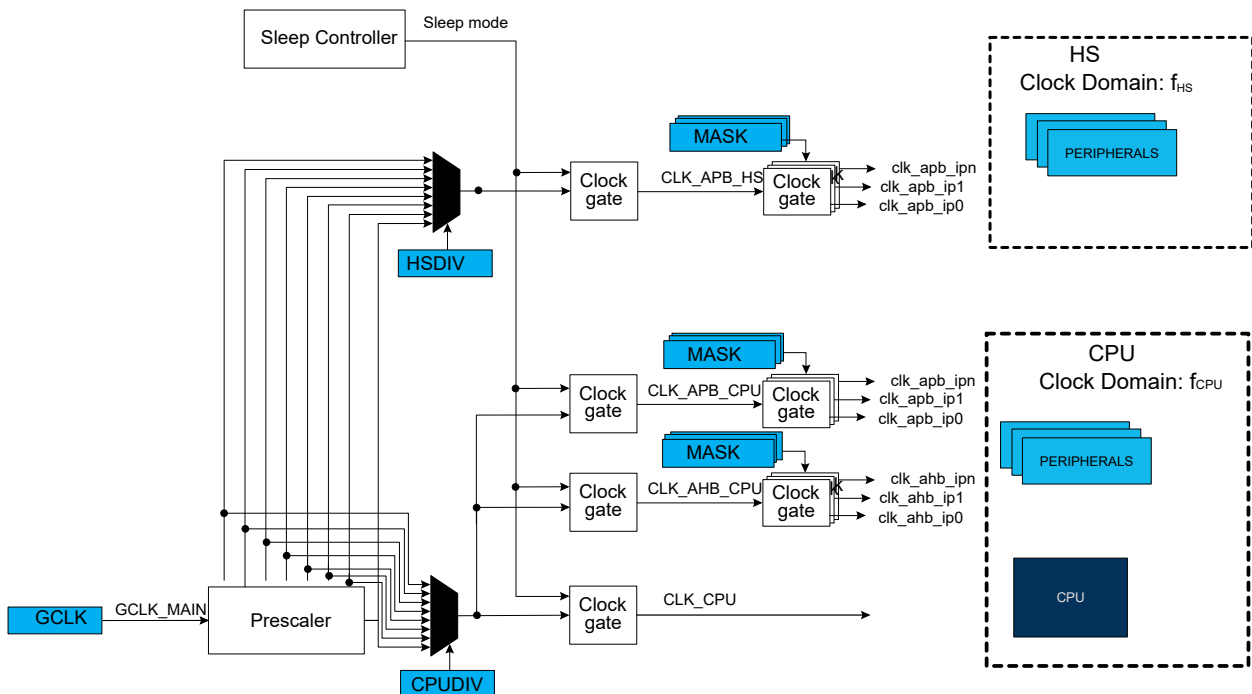 Sleep Controller
Sleep mode
HS
Clock Domain: fHS
PERIPHERALS
MASK
Clock
gate
CLK_APB_HS
Clock
gate
K
clk_apb_ipn
clk_apb_ip1
clk_apb_ip0
HSDIV
CPU
Clock Domain: fCPU
PERIPHERALS
CPU
MASK
Clock
gate
CLK_APB_CPU
Clock
gate
clk_apb_ipn
clk_apb_ip1
clk_apb_ip0
MASK
Clock
gate
CLK_AHB_CPU
Clock
gate
K
clk_ahb_ipn
clk_ahb_ip1
clk_ahb_ip0
GCLK
GCLK_MAIN
Prescaler
Clock
gate
CLK_CPU
CPUDIV